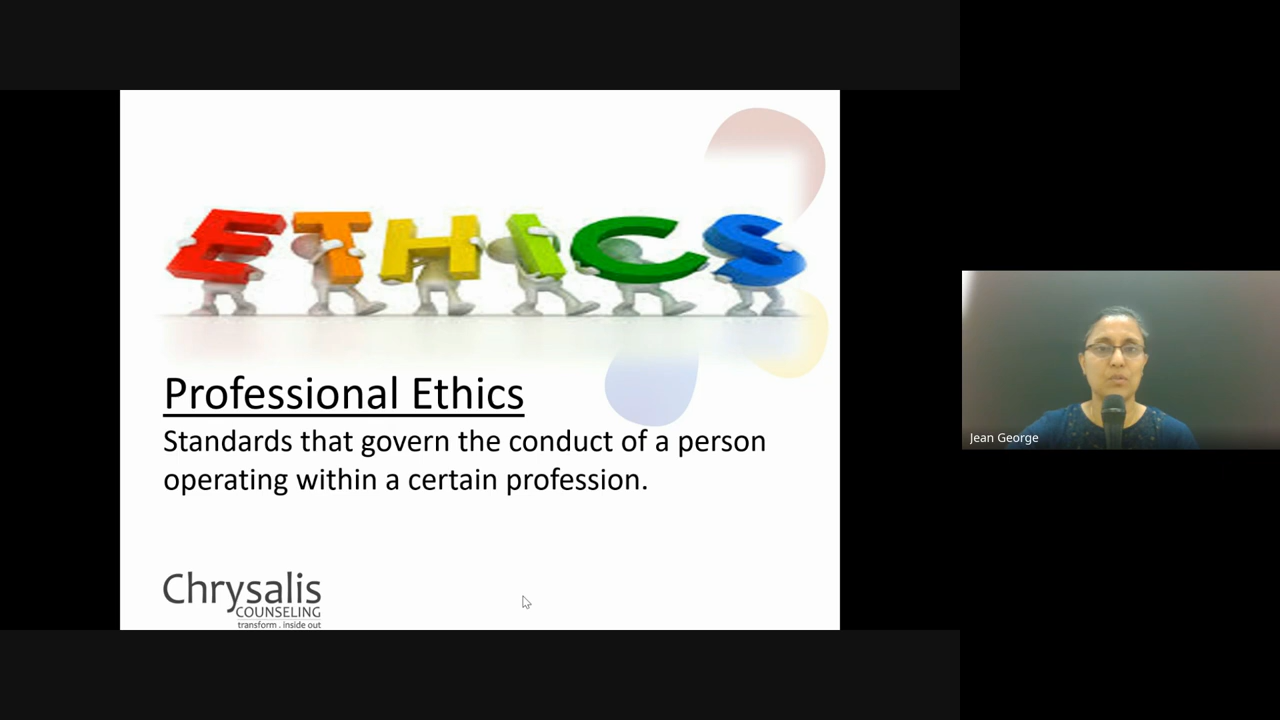 ETHICS
Professional Ethics
Standards that govern the conduct of a person
operating within a certain profession.
Chrysalis
COUNSELING
transform . inside out
Jean George